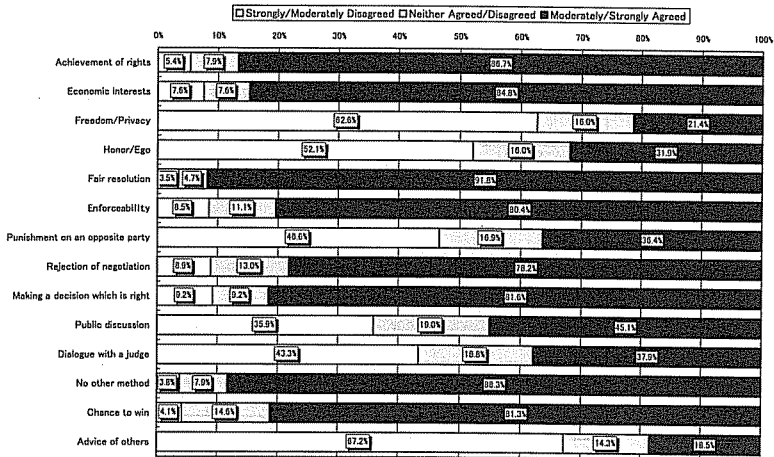 Strongly/Moderately Disagreed Neither Agreed/Disagreed Moderately/Strongly Agreed
0% 10% 20% 30% 40% 50% 60% 70% 80% 90% 100%
Achievement of rights 5.4% 7.9% 86.7%
Economic interests 7.6% 7.6% 84.8%
Freedom/Privacy 62.6% 16.0% 21.4%
Honor/Ego 52.1% 16.0% 31.9%
Fair resolution 3.5% 4.7% 91.8%
Enforceability 8.5% 11.1% 80.4%
Punishment on an opposite party 46.6% 16.9% 36.4%
Rejection of negotiation 8.9% 13.0% 78.2%
Making a decision which is right 9.2% 9.2% 81.6%
Public discussion 35.9% 19.0% 45.1%
Dialogue with a judge 43.3% 18.8% 37.9%
No other method 3.8% 7.9% 88.3%
Chance to win 4.1% 14.6% 81.3%
Advice of others 67.2% 14.3% 18.5%